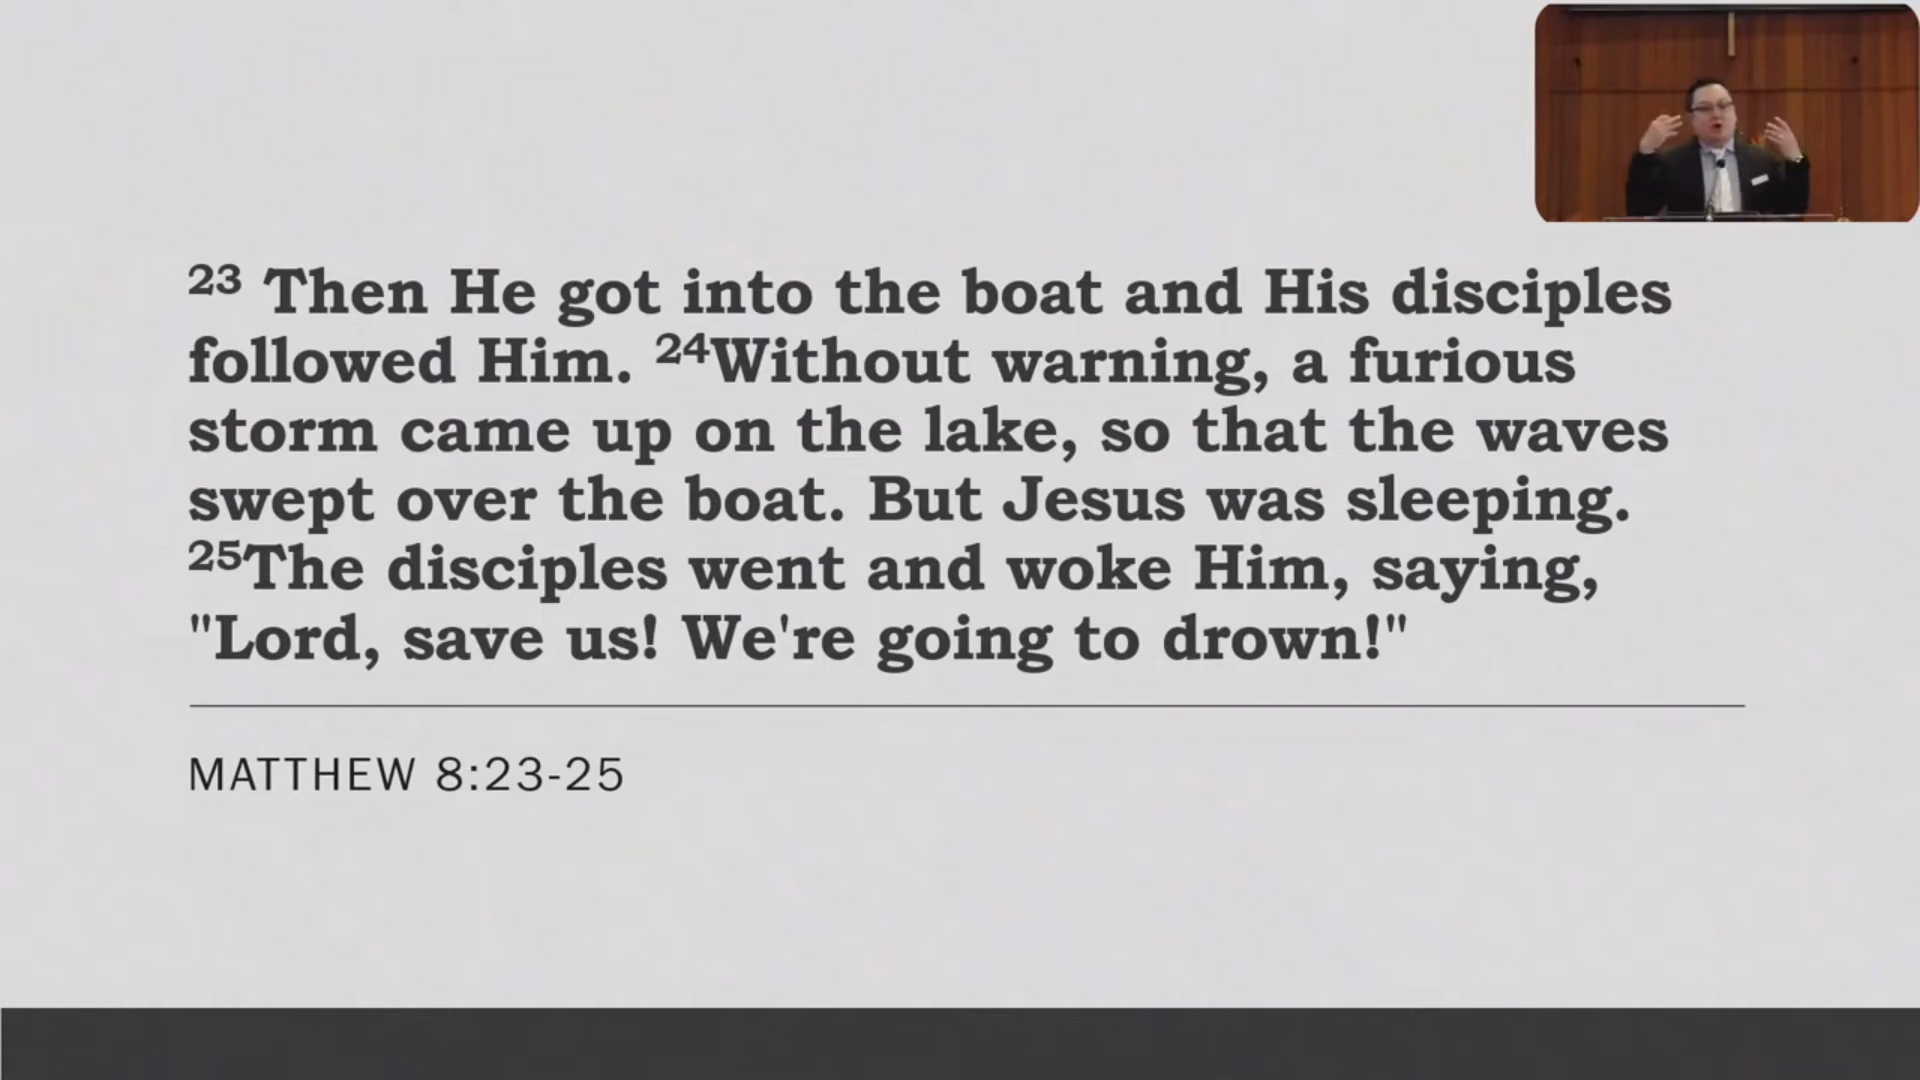 23 Then He got into the boat and His disciples
followed Him. 24Without warning, a furious
storm came up on the lake, so that the waves
swept over the boat. But Jesus was sleeping.
25The disciples went and woke Him, saying,
"Lord, save us! We're going to drown!"
MATTHEW 8:23-25